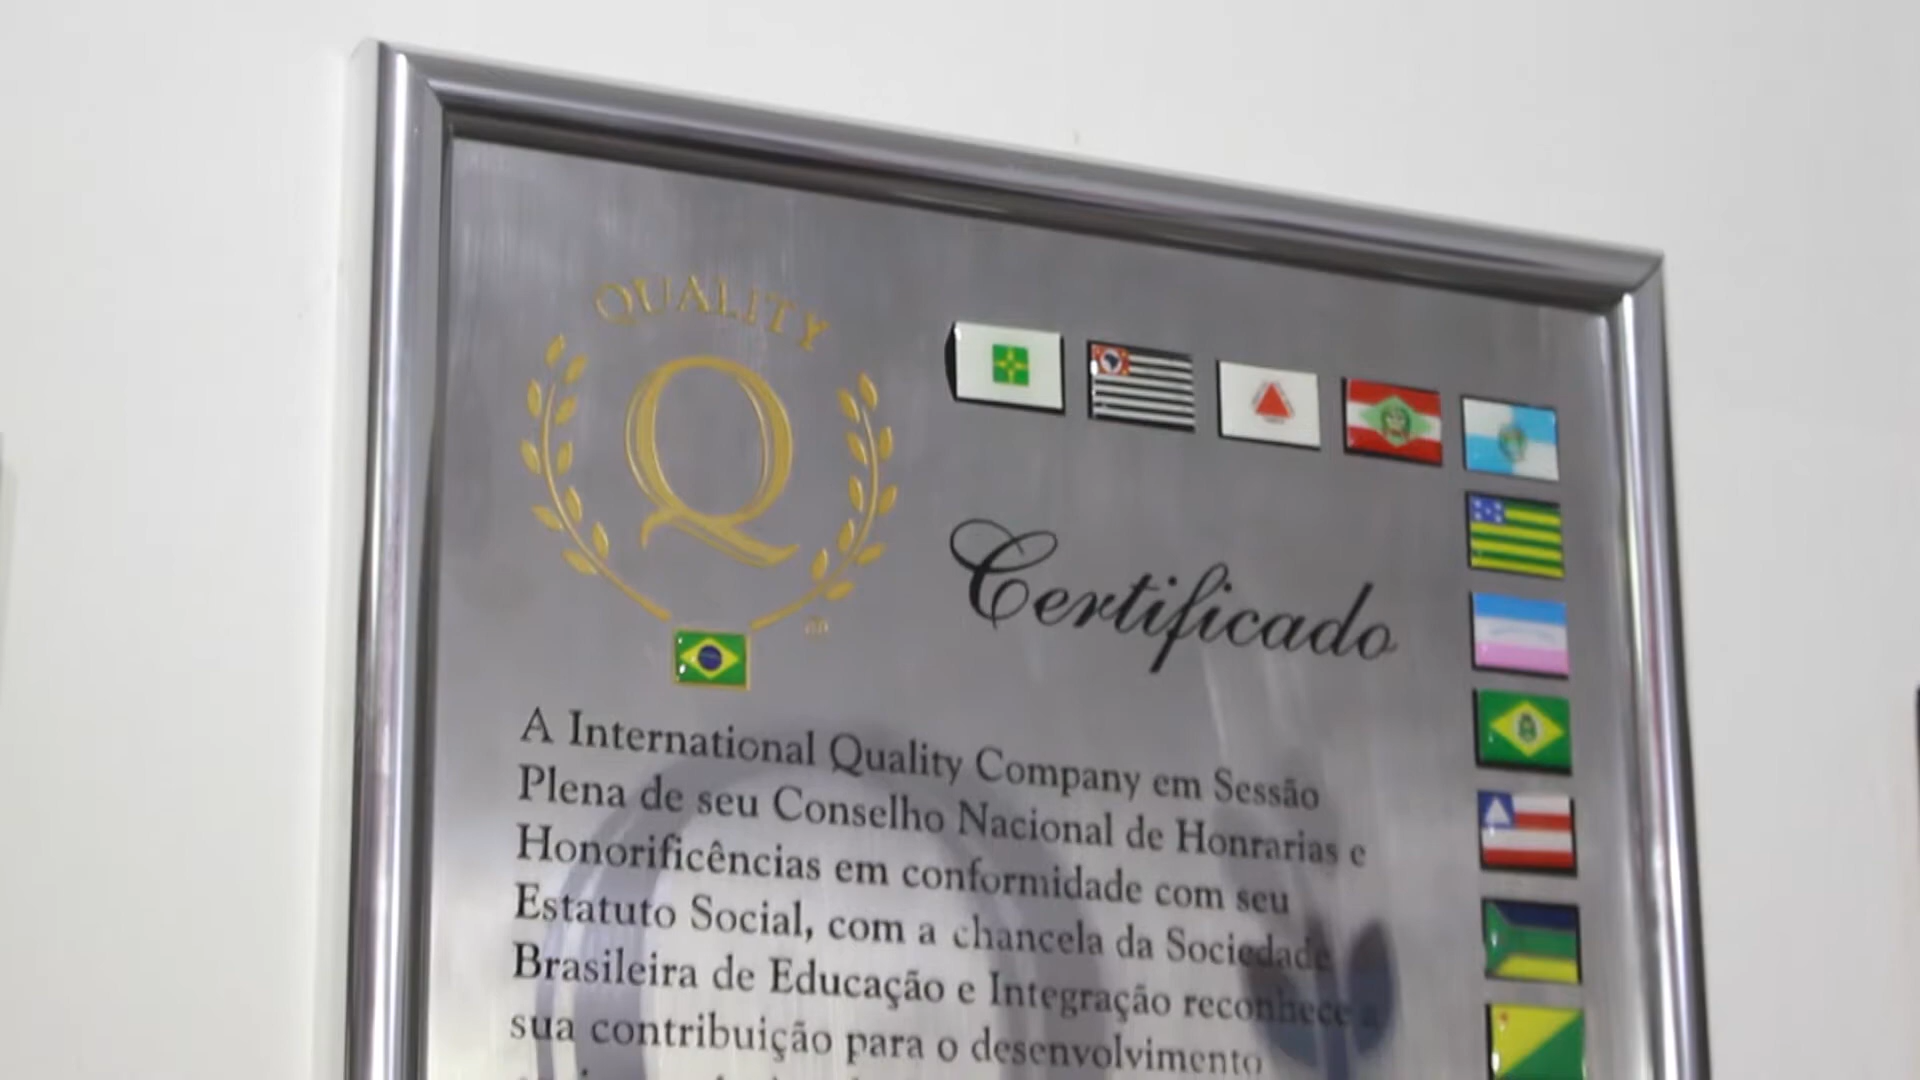 QUALITY
Q
Certificado
A International Quality Company em Sessão
Plena de seu Conselho Nacional de Honrarias e
Honorificências em conformidade com seu
Estatuto Social, com a chancela da Sociedade
Brasileira de Educação e Integração reconhece a
sua contribuição para o desenvolvimento